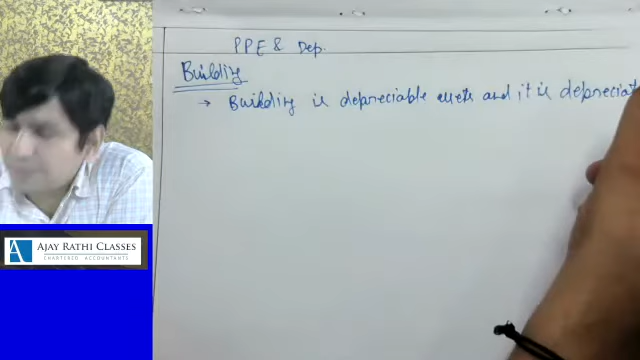 PPE & Dep.
Building
→ Building is depreciable assets and it is depreciat
AJAY RATHI CLASSES
CHARTERED ACCOUNTANTS